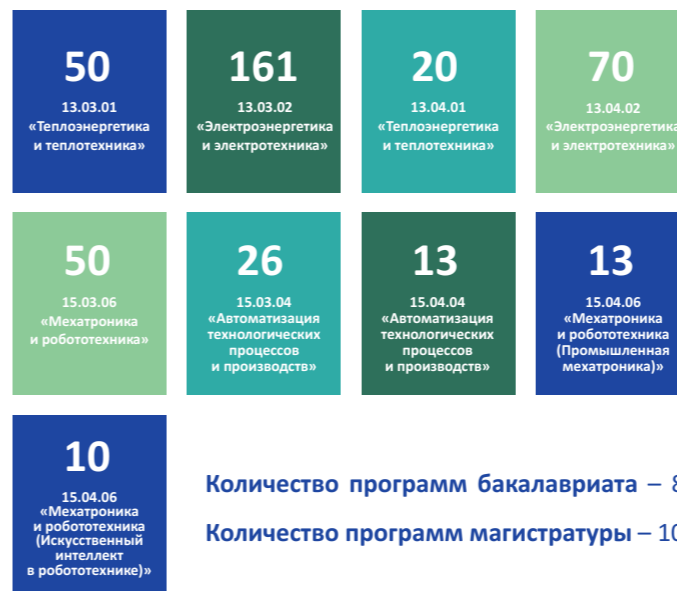 50
13.03.01
«Теплоэнергетика
и теплотехника»
161
13.03.02
«Электроэнергетика
и электротехника»
20
13.04.01
«Теплоэнергетика
и теплотехника»
70
13.04.02
«Электроэнергетика
и электротехника»
50
15.03.06
«Мехатроника
и робототехника»
26
15.03.04
«Автоматизация
технологических
процессов
и производств»
13
15.04.04
«Автоматизация
технологических
процессов
и производств»
13
15.04.06
«Мехатроника
и робототехника
(Промышленная
мехатроника)»
10
15.04.06
«Мехатроника
и робототехника
(Искусственный
интеллект
в робототехнике)»
Количество программ бакалавриата – 8
Количество программ магистратуры – 10